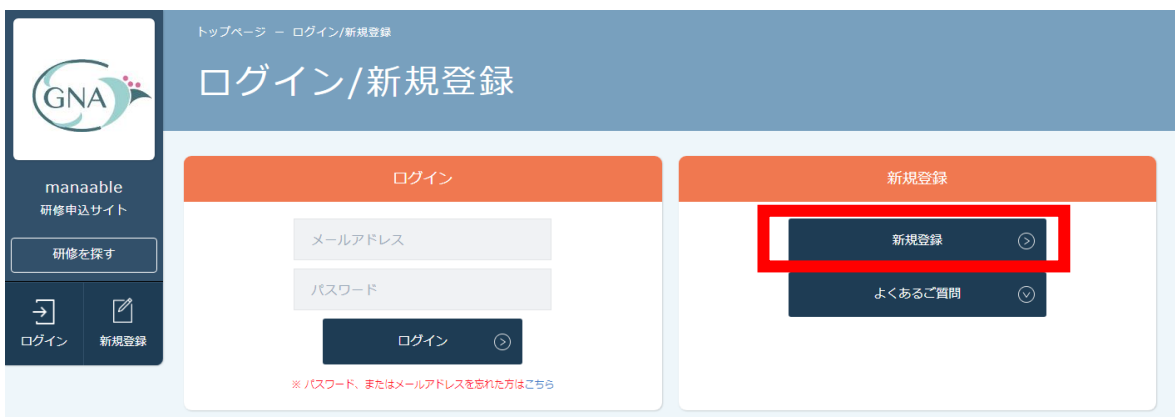 GNA
manaable
研修申込サイト
研修を探す
ログイン
新規登録
トップページ － ログイン/新規登録
ログイン/新規登録
ログイン
メールアドレス
パスワード
ログイン
※ パスワード、またはメールアドレスを忘れた方はこちら
新規登録
新規登録
よくあるご質問